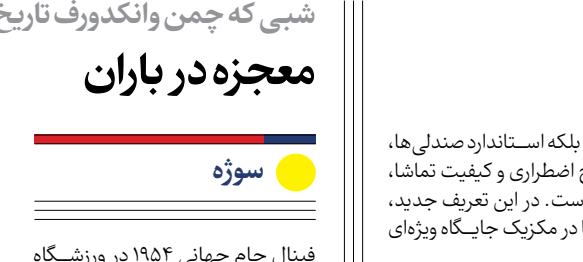 شبی که چمن وانکدورف تاریخ
معجزه در باران
سوژه
فینال جام جهانی ۱۹۵۴ در ورزشگاه
بلکه استاندارد صندلی‌ها،
اضطراری و کیفیت تماشا،
است. در این تعریف جدید،
در مکزیک جایگاه ویژه‌ای